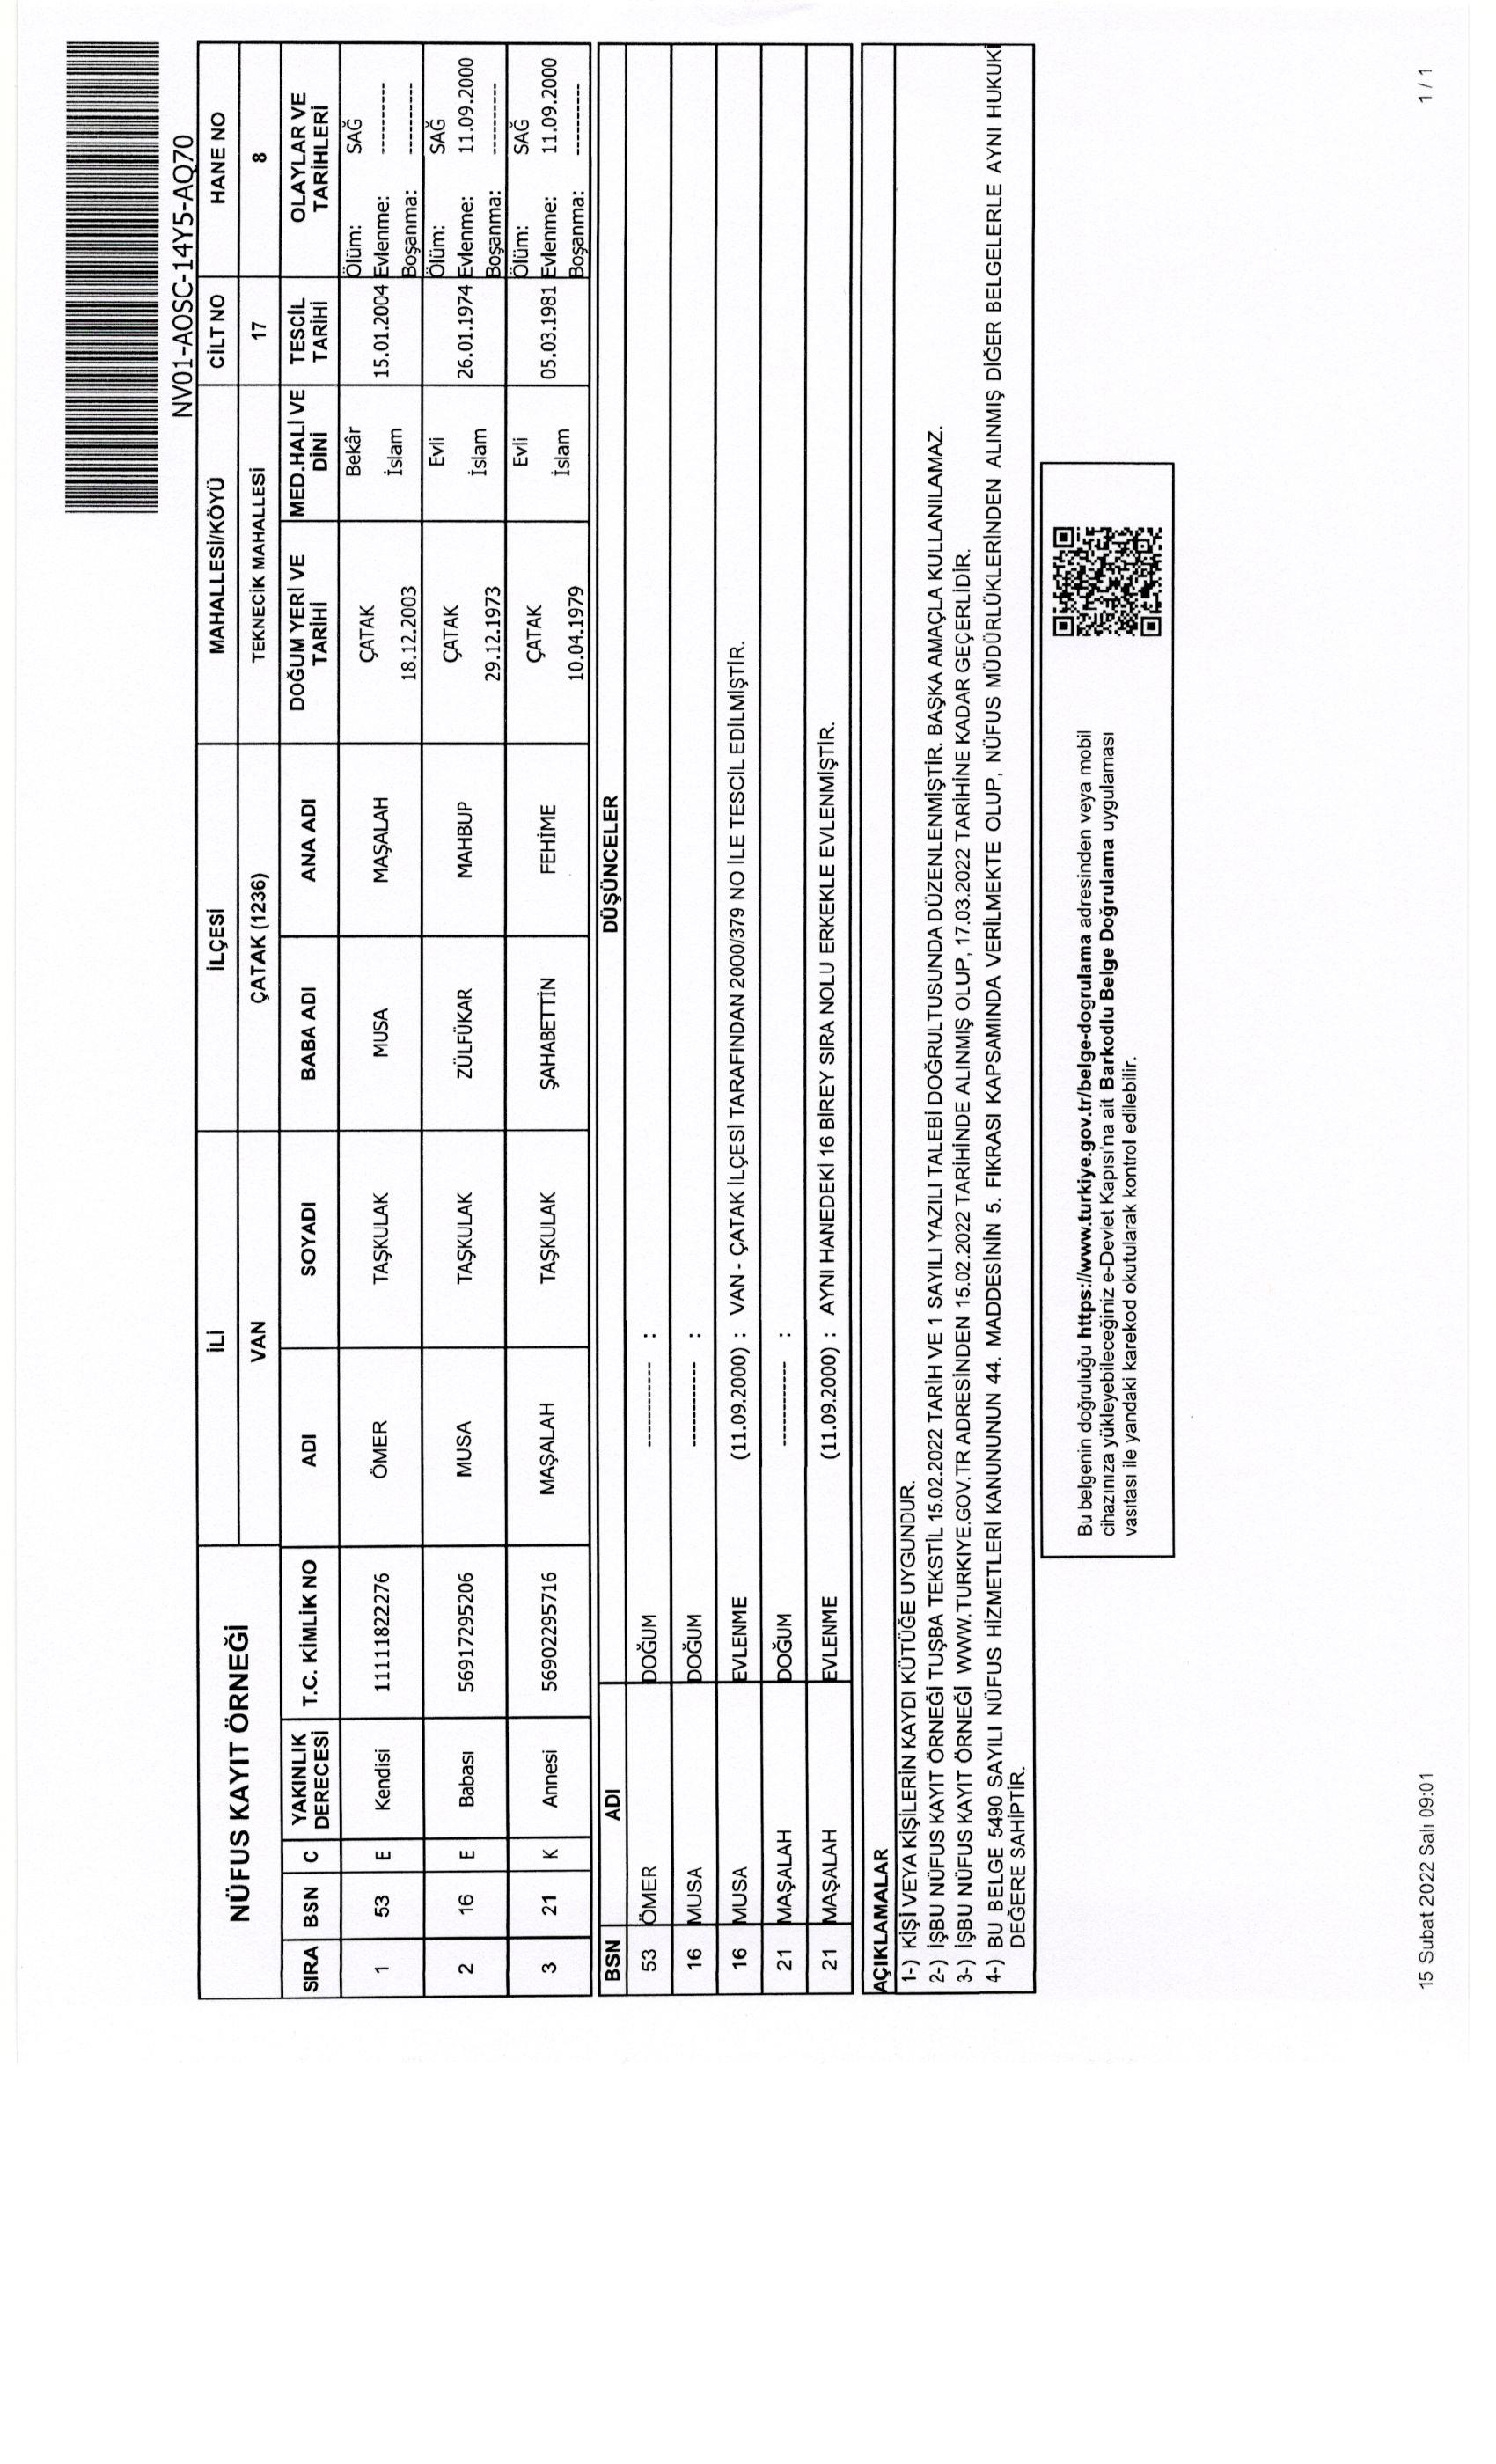 NV01-AOSC-14Y5-AQ70
NÜFUS KAYIT ÖRNEĞİ
İLİ İLÇESİ MAHALLESİ/KÖYÜ CİLT NO HANE NO
VAN ÇATAK (1236) TEKNECİK MAHALLESİ 17 8
SIRA BSN C YAKINLIK DERECESİ T.C. KİMLİK NO ADI SOYADI BABA ADI ANA ADI DOĞUM YERİ VE TARİHİ MED.HALİ VE DİNİ TESCİL TARİHİ OLAYLAR VE TARİHLERİ
1 53 E Kendisi 11111822276 ÖMER TAŞKULAK MUSA MAŞALAH ÇATAK 18.12.2003 Bekâr İslam 15.01.2004 Ölüm: SAĞ Evlenme: ---------- Boşanma: ----------
2 16 E Babası 56917295206 MUSA TAŞKULAK ZÜLFÜKAR MAHBUP ÇATAK 29.12.1973 Evli İslam 26.01.1974 Ölüm: SAĞ Evlenme: 11.09.2000 Boşanma: ----------
3 21 K Annesi 56902295716 MAŞALAH TAŞKULAK ŞAHABETTİN FEHİME ÇATAK 10.04.1979 Evli İslam 05.03.1981 Ölüm: SAĞ Evlenme: 11.09.2000 Boşanma: ----------
BSN ADI DÜŞÜNCELER
53 ÖMER DOĞUM ------------ :
16 MUSA DOĞUM ------------ :
16 MUSA EVLENME (11.09.2000) : VAN - ÇATAK İLÇESİ TARAFINDAN 2000/379 NO İLE TESCİL EDİLMİŞTİR.
21 MAŞALAH DOĞUM ------------ :
21 MAŞALAH EVLENME (11.09.2000) : AYNI HANEDEKİ 16 BİREY SIRA NOLU ERKEKLE EVLENMİŞTİR.
AÇIKLAMALAR
1-) KİŞİ VEYA KİŞİLERİN KAYDI KÜTÜĞE UYGUNDUR.
2-) İŞBU NÜFUS KAYIT ÖRNEĞİ TUŞBA TEKSTİL 15.02.2022 TARİH VE 1 SAYILI YAZILI TALEBİ DOĞRULTUSUNDA DÜZENLENMİŞTİR. BAŞKA AMAÇLA KULLANILAMAZ.
3-) İŞBU NÜFUS KAYIT ÖRNEĞİ WWW.TURKIYE.GOV.TR ADRESİNDEN 15.02.2022 TARİHİNDE ALINMIŞ OLUP, 17.03.2022 TARİHİNE KADAR GEÇERLİDİR.
4-) BU BELGE 5490 SAYILI NÜFUS HİZMETLERİ KANUNUNUN 44. MADDESİNİN 5. FIKRASI KAPSAMINDA VERİLMEKTE OLUP, NÜFUS MÜDÜRLÜKLERİNDEN ALINMIŞ DİĞER BELGELERLE AYNI HUKUKİ
DEĞERE SAHİPTİR.
Bu belgenin doğruluğu https://www.turkiye.gov.tr/belge-dogrulama adresinden veya mobil
cihazınıza yükleyebileceğiniz e-Devlet Kapısı'na ait Barkodlu Belge Doğrulama uygulaması
vasıtası ile yandaki karekod okutularak kontrol edilebilir.
15 Subat 2022 Salı 09:01
1 / 1